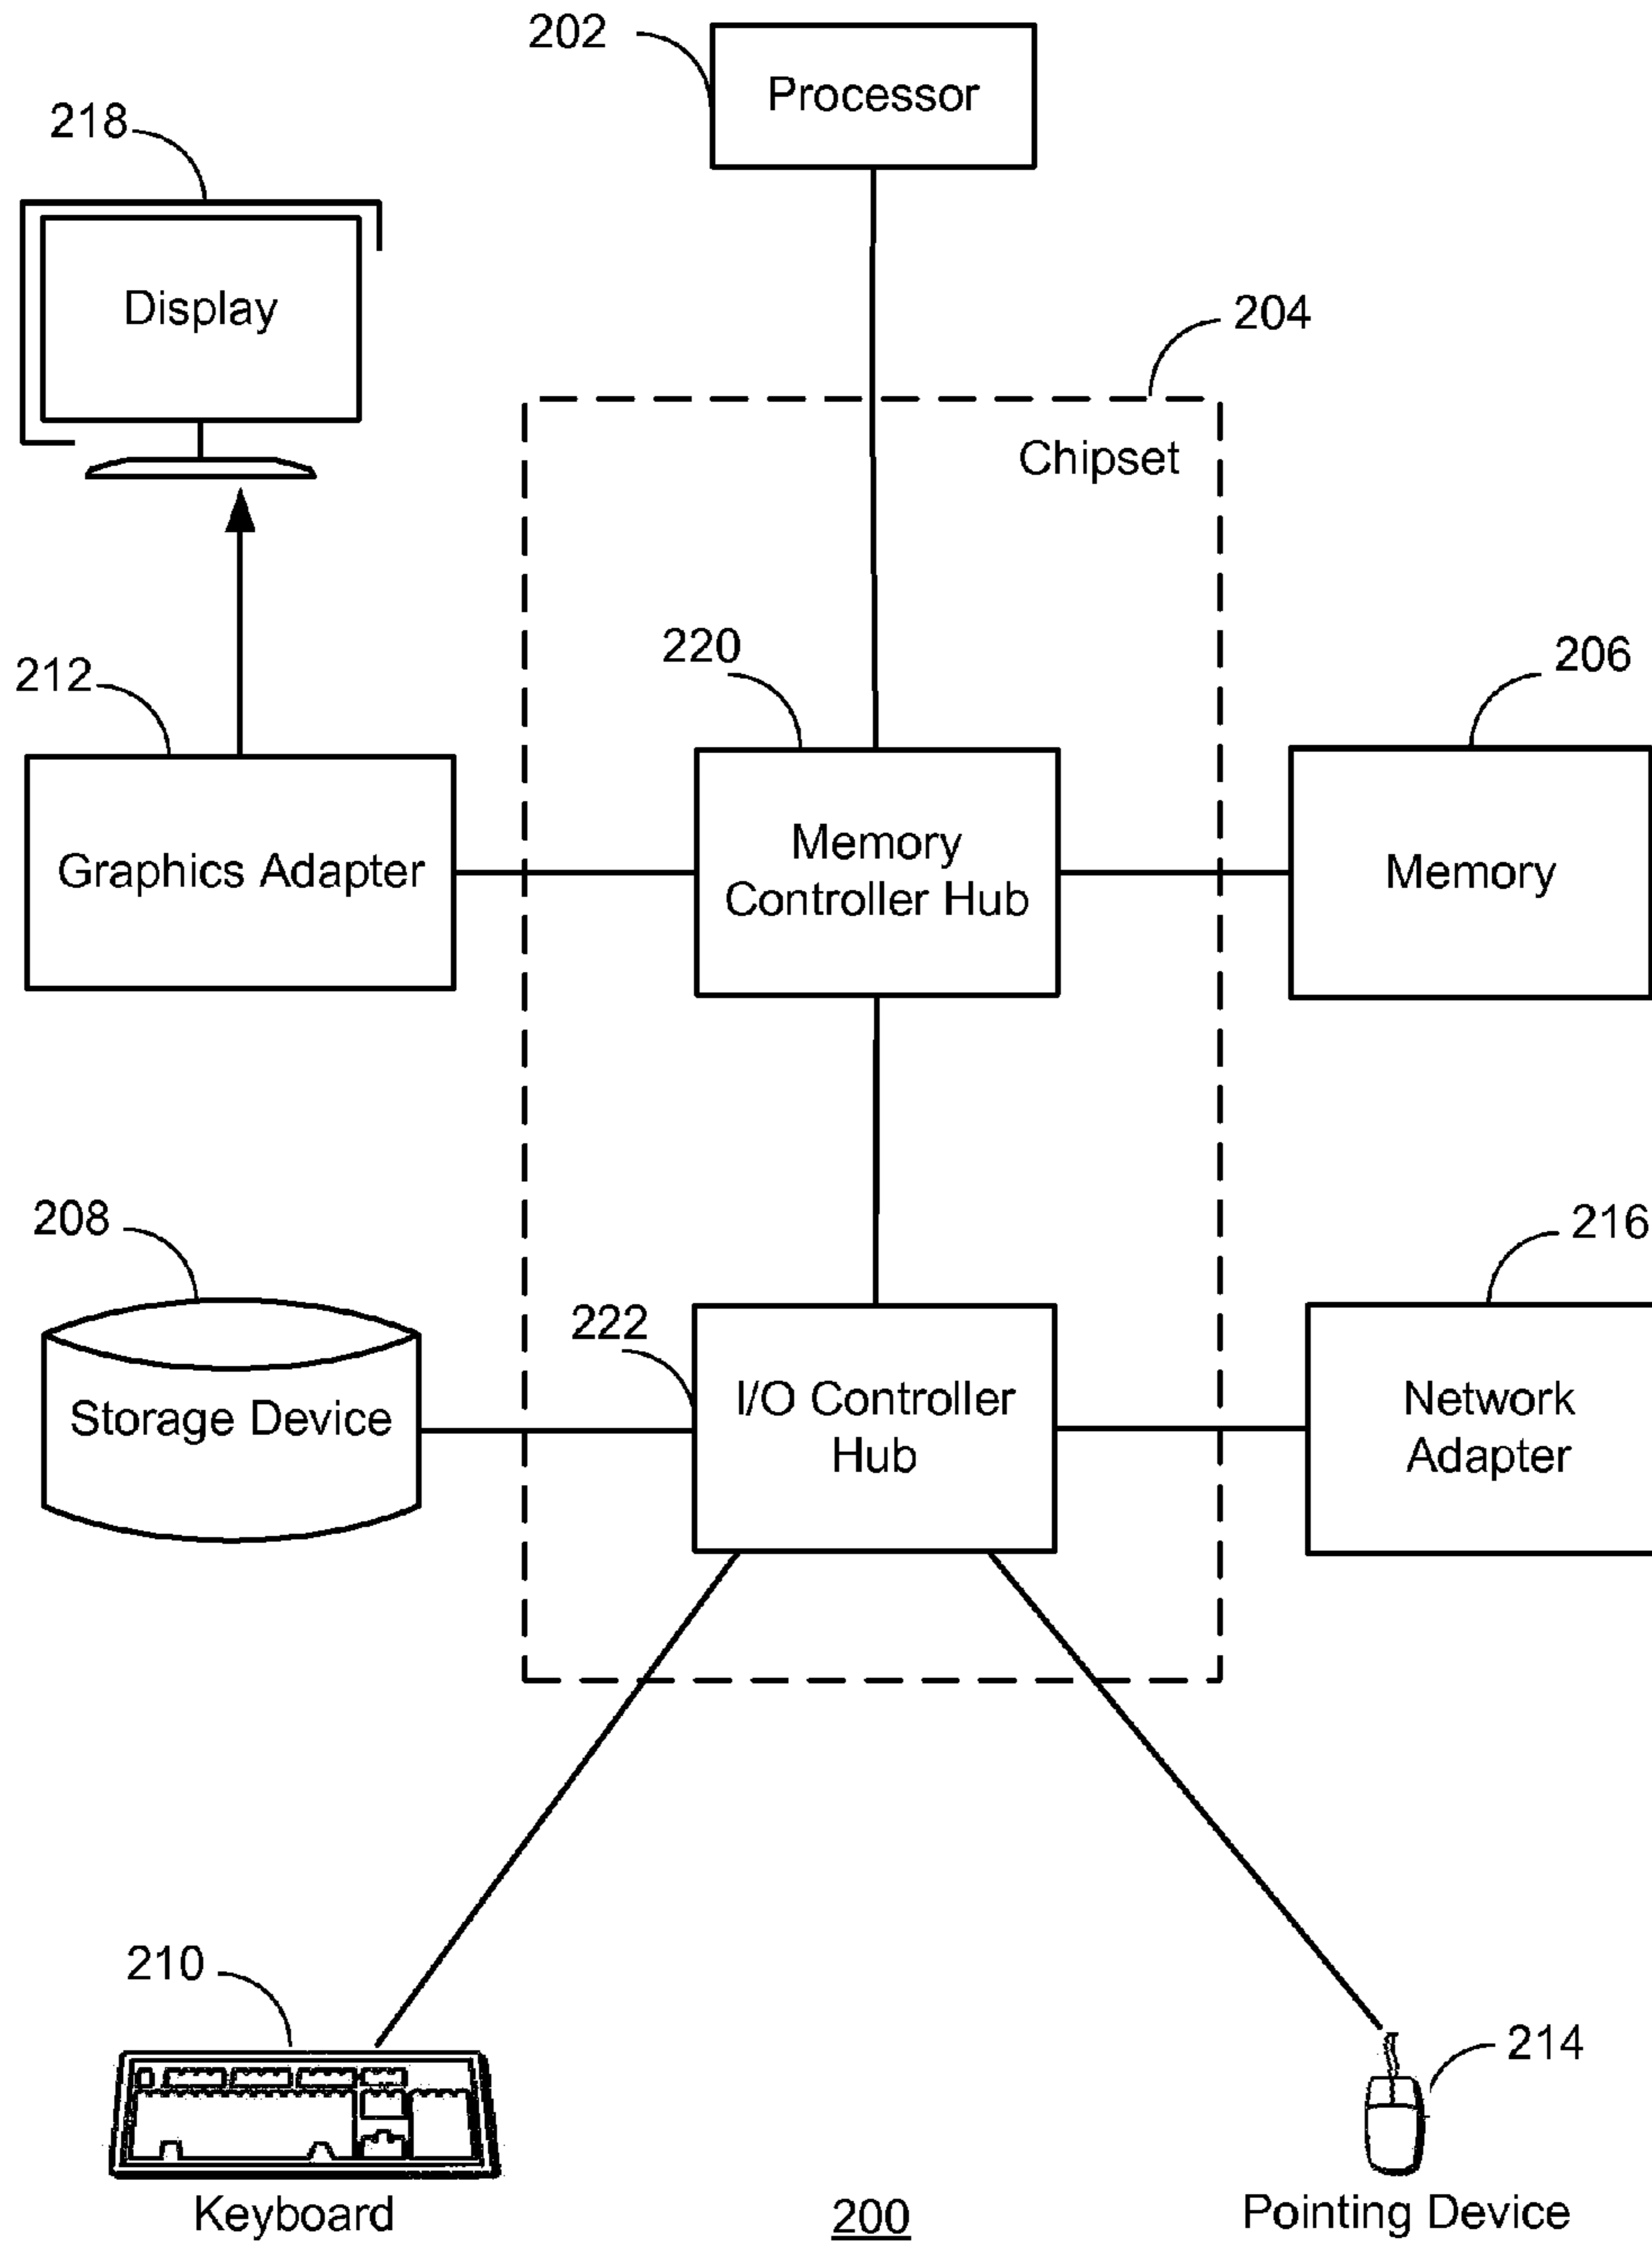 202
Processor
218
Display
204
Chipset
220
206
212
Memory
Controller Hub
Graphics Adapter
Memory
208
216
222
I/O Controller
Hub
Storage Device
Network
Adapter
210
214
Keyboard
200
Pointing Device